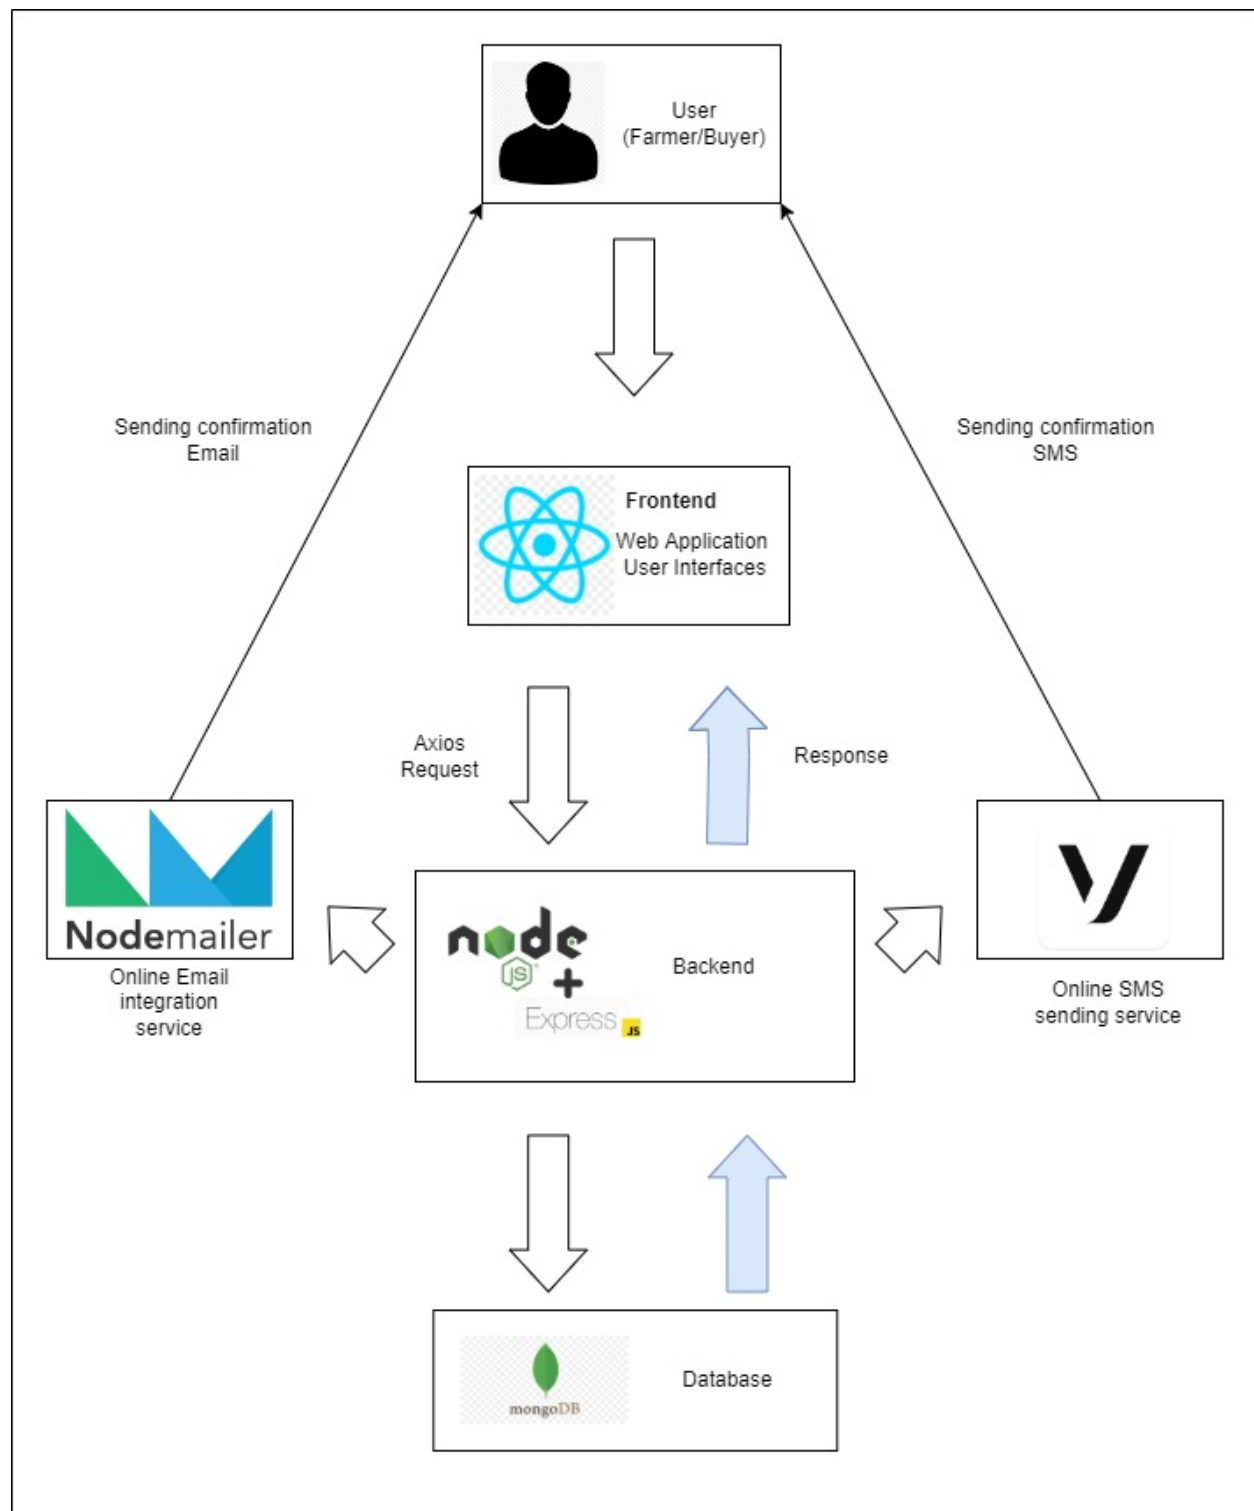 User
(Farmer/Buyer)
Sending confirmation
Email
Sending confirmation
SMS
Frontend
Web Application
User Interfaces
Axios
Request
Response
Nodemailer
Online Email
integration
service
node
JS
+
Express
JS
Backend
Online SMS
sending service
mongoDB
Database